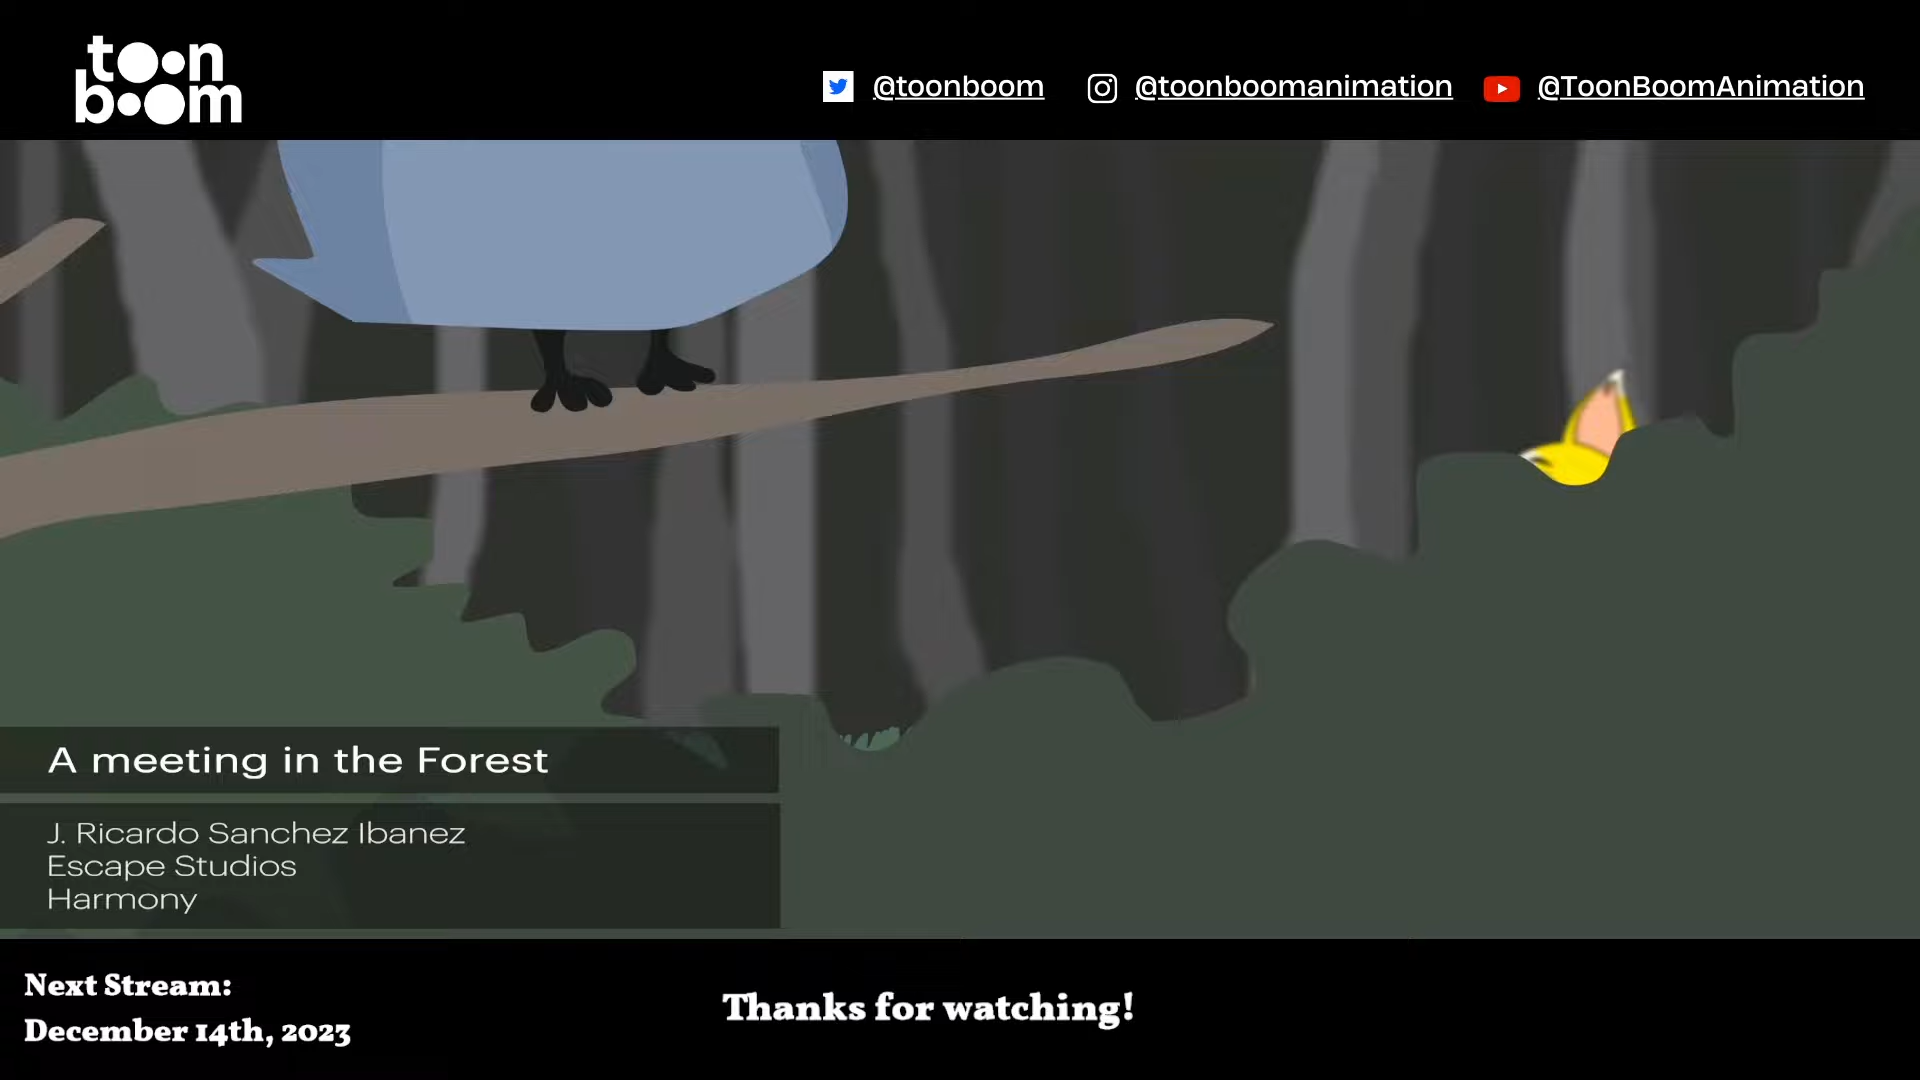 toon
boom
@toonboom
@toonboomanimation
@ToonBoomAnimation
A meeting in the Forest
J. Ricardo Sanchez Ibanez
Escape Studios
Harmony
Next Stream:
December 14th, 2023
Thanks for watching!